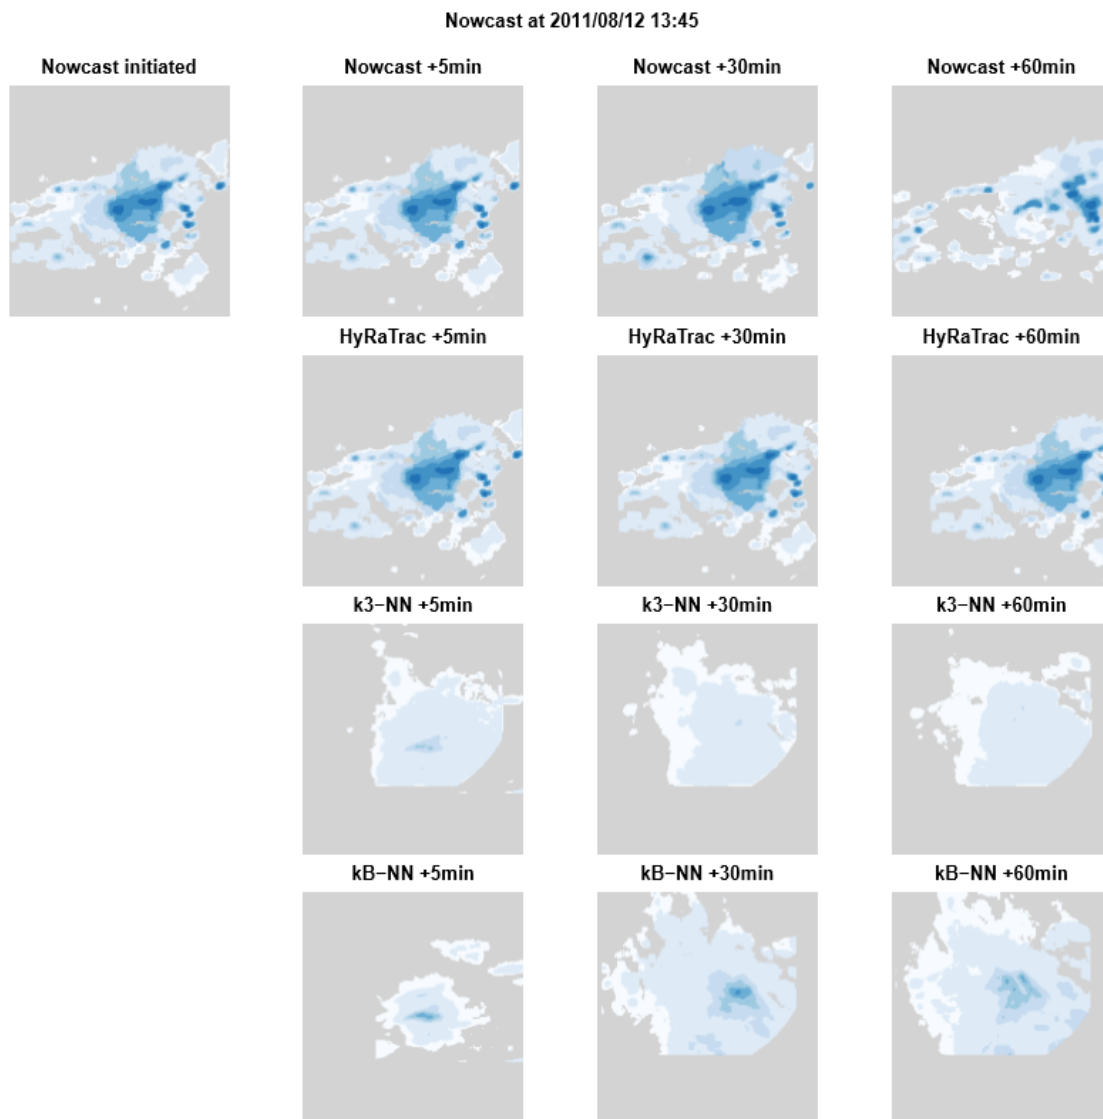 Nowcast at 2011/08/12 13:45
Nowcast initiated
Nowcast +5min
Nowcast +30min
Nowcast +60min
HyRaTrac +5min
HyRaTrac +30min
HyRaTrac +60min
k3−NN +5min
k3−NN +30min
k3−NN +60min
kB−NN +5min
kB−NN +30min
kB−NN +60min